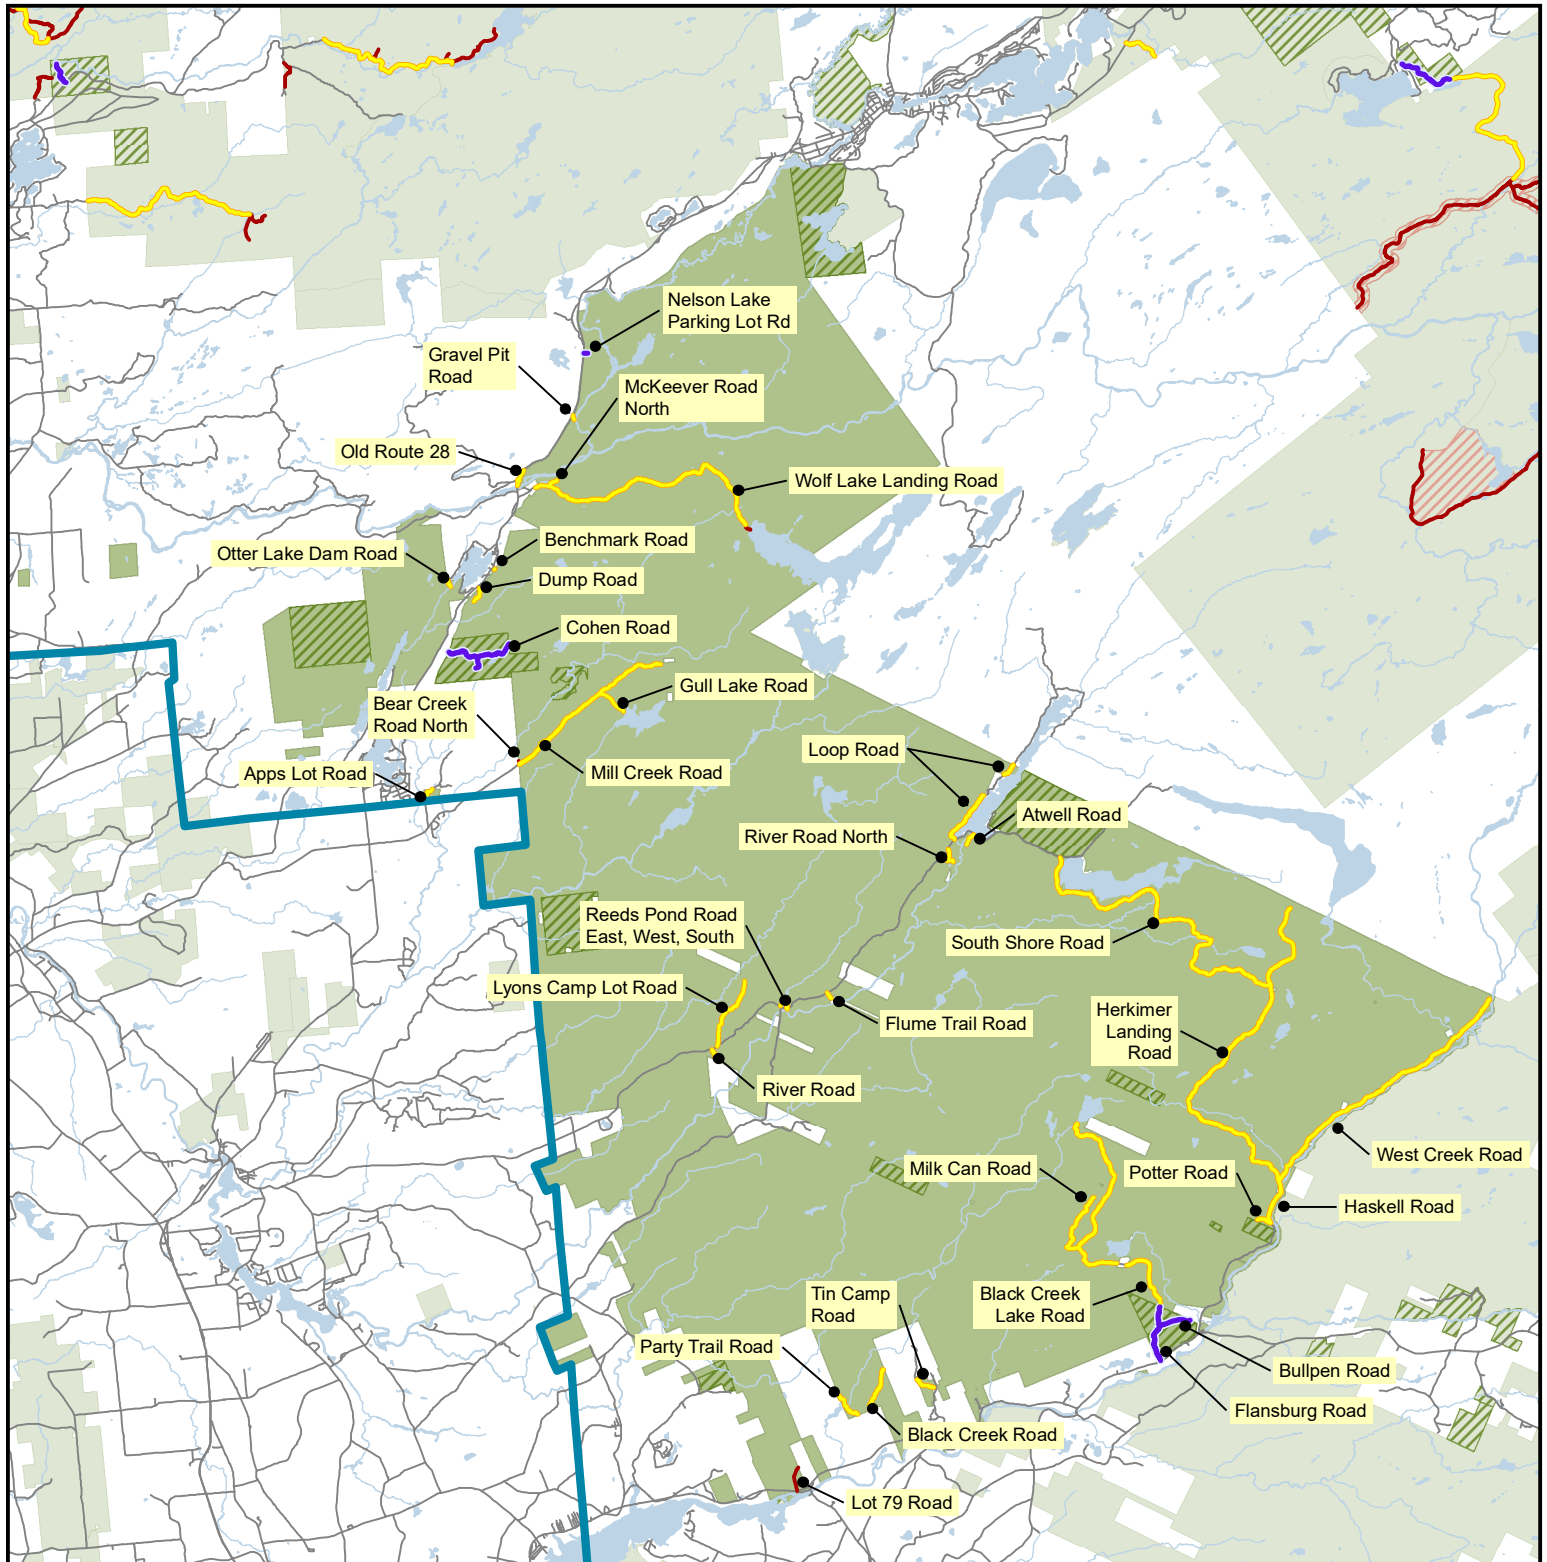 Nelson Lake
Parking Lot Rd
Gravel Pit
Road
McKeever Road
North
Old Route 28
Wolf Lake Landing Road
Benchmark Road
Otter Lake Dam Road
Dump Road
Cohen Road
Gull Lake Road
Bear Creek
Road North
Loop Road
Mill Creek Road
Apps Lot Road
Atwell Road
River Road North
Reeds Pond Road
East, West, South
South Shore Road
Lyons Camp Lot Road
Herkimer
Landing
Road
Flume Trail Road
River Road
West Creek Road
Milk Can Road
Potter Road
Haskell Road
Tin Camp
Road
Black Creek
Lake Road
Party Trail Road
Bullpen Road
Flansburg Road
Black Creek Road
Lot 79 Road